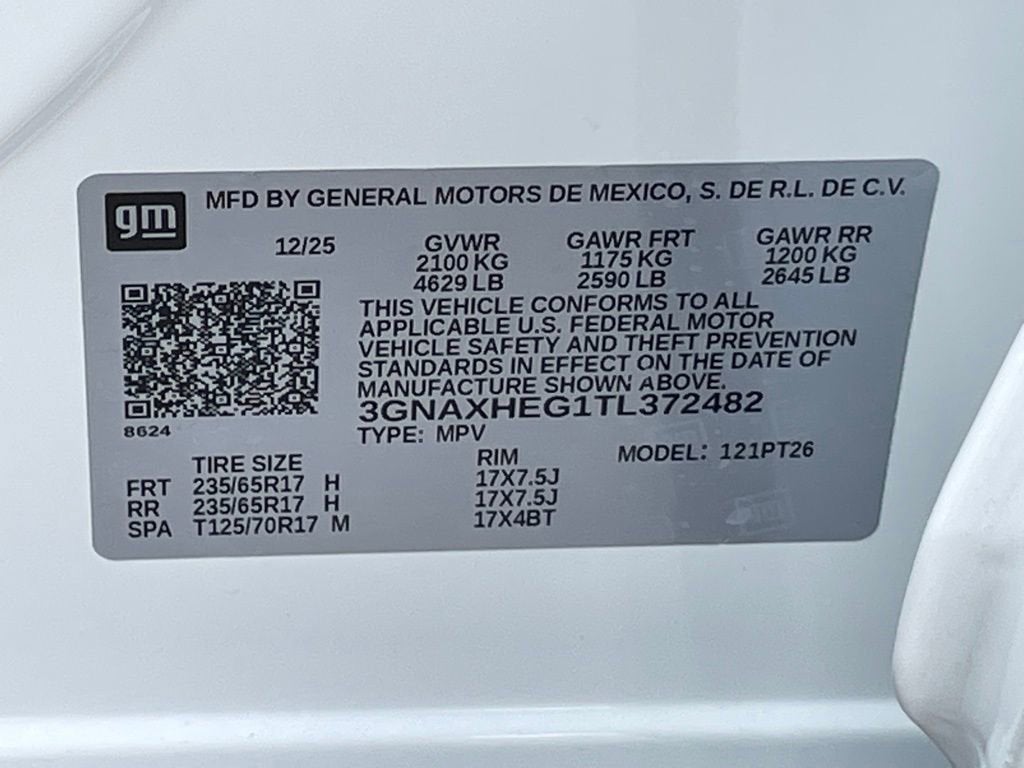 gm
MFD BY GENERAL MOTORS DE MEXICO, S. DE R.L. DE C.V.
12/25 GVWR GAWR FRT GAWR RR
2100 KG 1175 KG 1200 KG
4629 LB 2590 LB 2645 LB
THIS VEHICLE CONFORMS TO ALL
APPLICABLE U.S. FEDERAL MOTOR
VEHICLE SAFETY AND THEFT PREVENTION
STANDARDS IN EFFECT ON THE DATE OF
MANUFACTURE SHOWN ABOVE.
3GNAXHEG1TL372482
8624
TYPE: MPV MODEL: 121PT26
TIRE SIZE RIM
FRT 235/65R17 H 17X7.5J
RR 235/65R17 H 17X7.5J
SPA T125/70R17 M 17X4BT